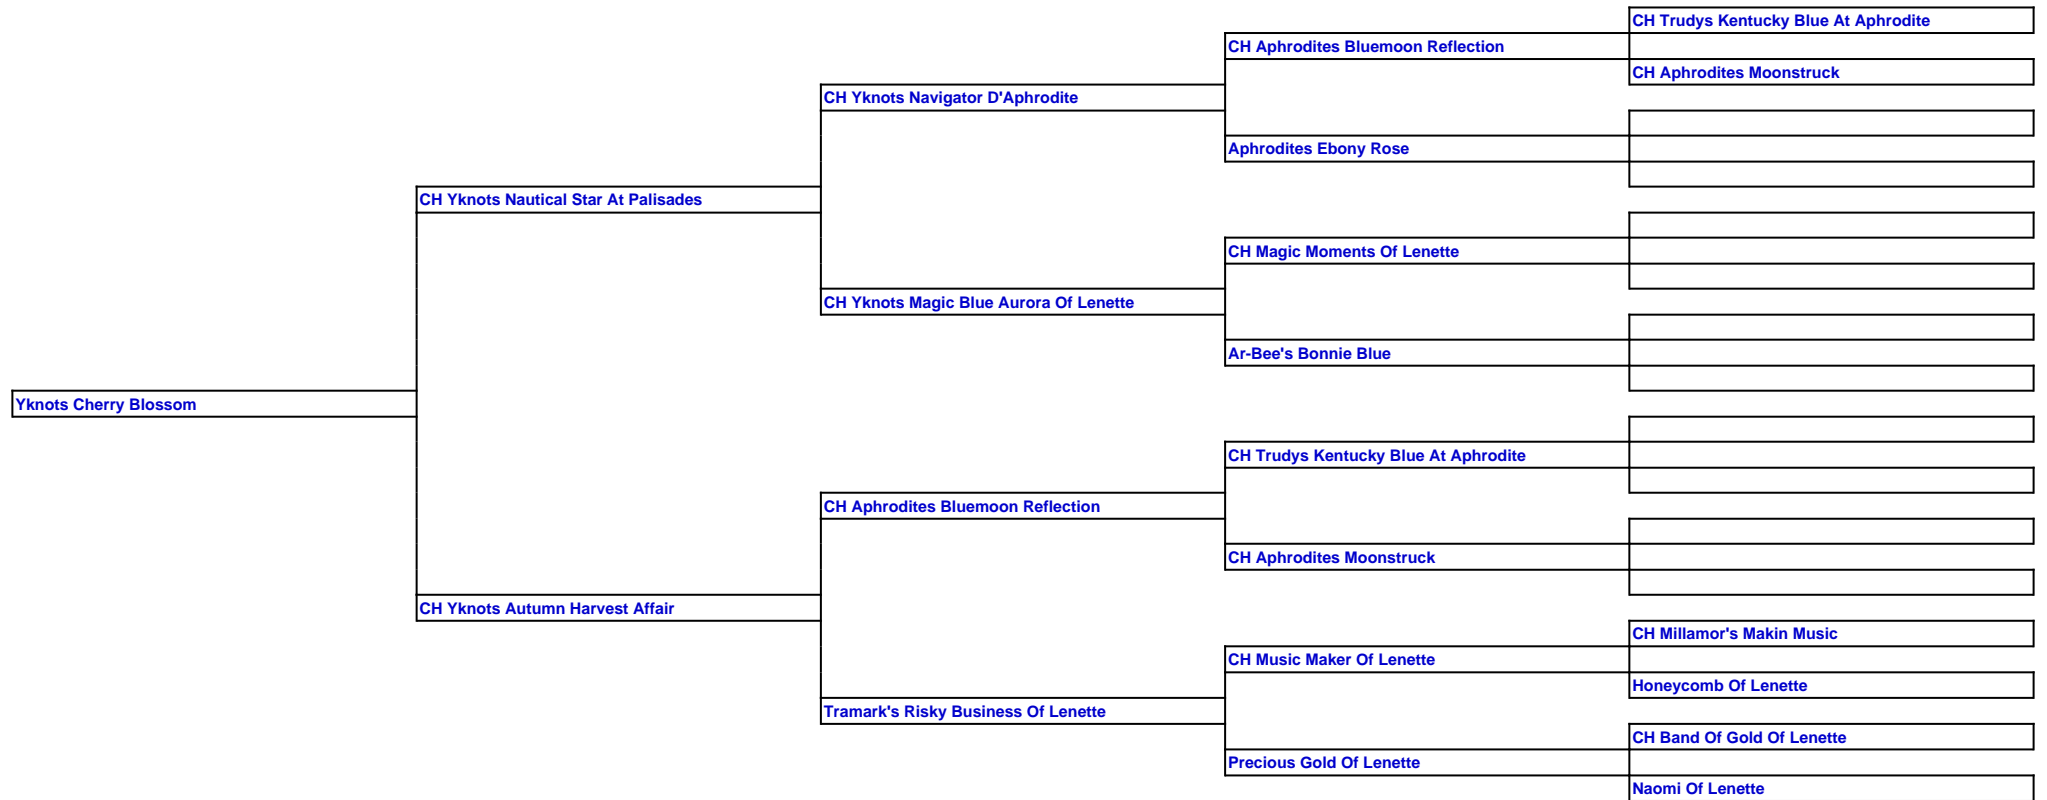 CH Trudys Kentucky Blue At Aphrodite
CH Aphrodites Bluemoon Reflection
CH Aphrodites Moonstruck
CH Yknots Navigator D'Aphrodite
Aphrodites Ebony Rose
CH Yknots Nautical Star At Palisades
CH Magic Moments Of Lenette
CH Yknots Magic Blue Aurora Of Lenette
Ar-Bee's Bonnie Blue
Yknots Cherry Blossom
CH Trudys Kentucky Blue At Aphrodite
CH Aphrodites Bluemoon Reflection
CH Aphrodites Moonstruck
CH Yknots Autumn Harvest Affair
CH Millamor's Makin Music
CH Music Maker Of Lenette
Honeycomb Of Lenette
Tramark's Risky Business Of Lenette
CH Band Of Gold Of Lenette
Precious Gold Of Lenette
Naomi Of Lenette